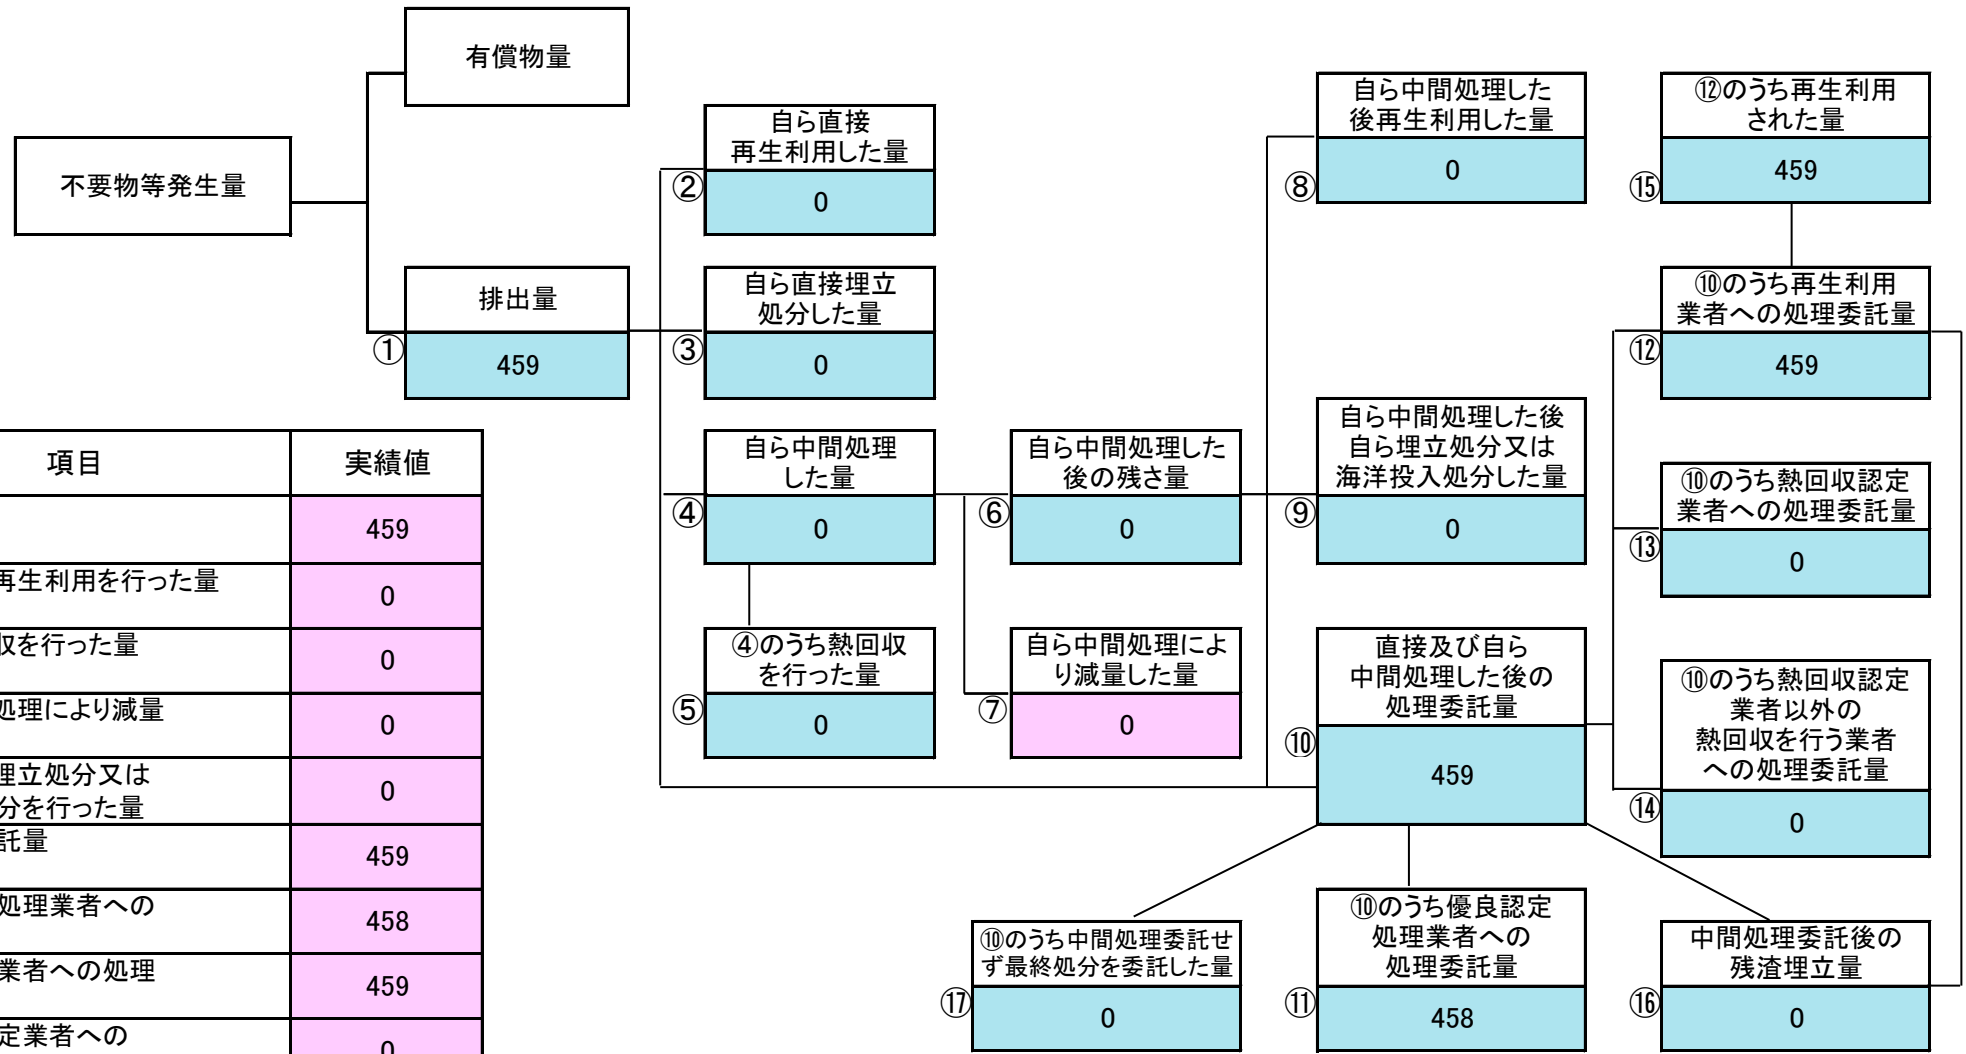 有償物量
不要物等発生量
排出量
①
459
自ら直接
再生利用した量
②
0
自ら直接埋立
処分した量
③
0
自ら中間処理
した量
④
0
④のうち熱回収
を行った量
⑤
0
自ら中間処理した
後の残さ量
⑥
0
自ら中間処理によ
り減量した量
⑦
0
自ら中間処理した
後再生利用した量
⑧
0
自ら中間処理した後
自ら埋立処分又は
海洋投入処分した量
⑨
0
直接及び自ら
中間処理した後の
処理委託量
⑩
459
⑫のうち再生利用
された量
⑮
459
⑩のうち再生利用
業者への処理委託量
⑫
459
⑩のうち熱回収認定
業者への処理委託量
⑬
0
⑩のうち熱回収認定
業者以外の
熱回収を行う業者
への処理委託量
⑭
0
⑩のうち中間処理委託せ
ず最終処分を委託した量
⑰
0
⑩のうち優良認定
処理業者への
処理委託量
⑪
458
中間処理委託後の
残渣埋立量
⑯
0
項目 実績値
459
再生利用を行った量 0
収を行った量 0
処理により減量 0
埋立処分又は
分を行った量 0
託量 459
処理業者への 458
業者への処理 459
定業者への 0